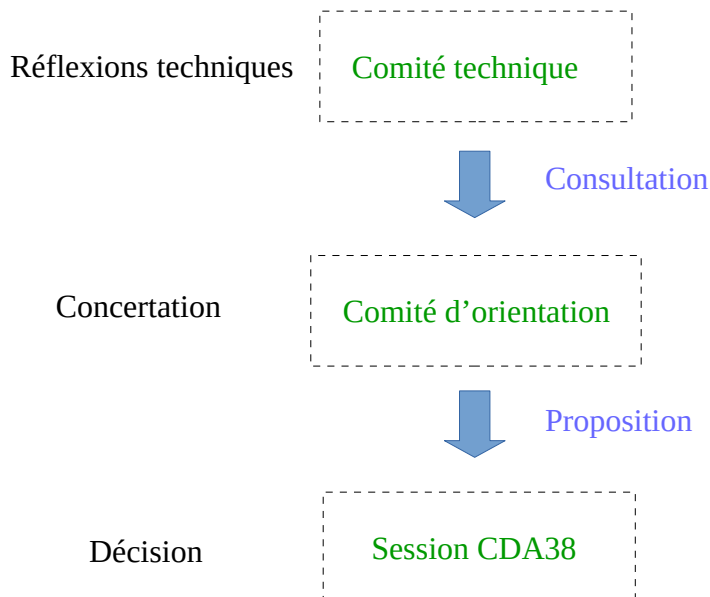 Réflexions techniques
Comité technique
Consultation
Concertation
Comité d’orientation
Proposition
Décision
Session CDA38